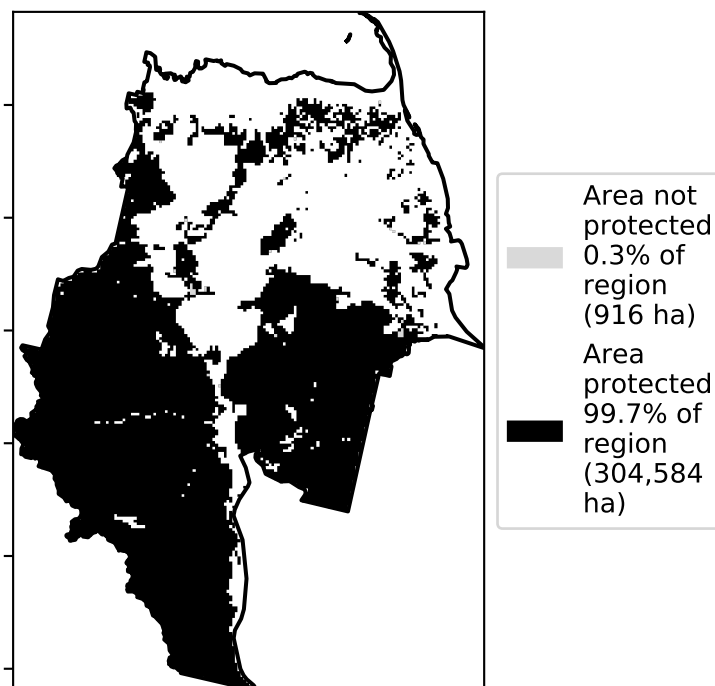 Area not
protected
0.3% of
region
(916 ha)
Area
protected
99.7% of
region
(304,584
ha)